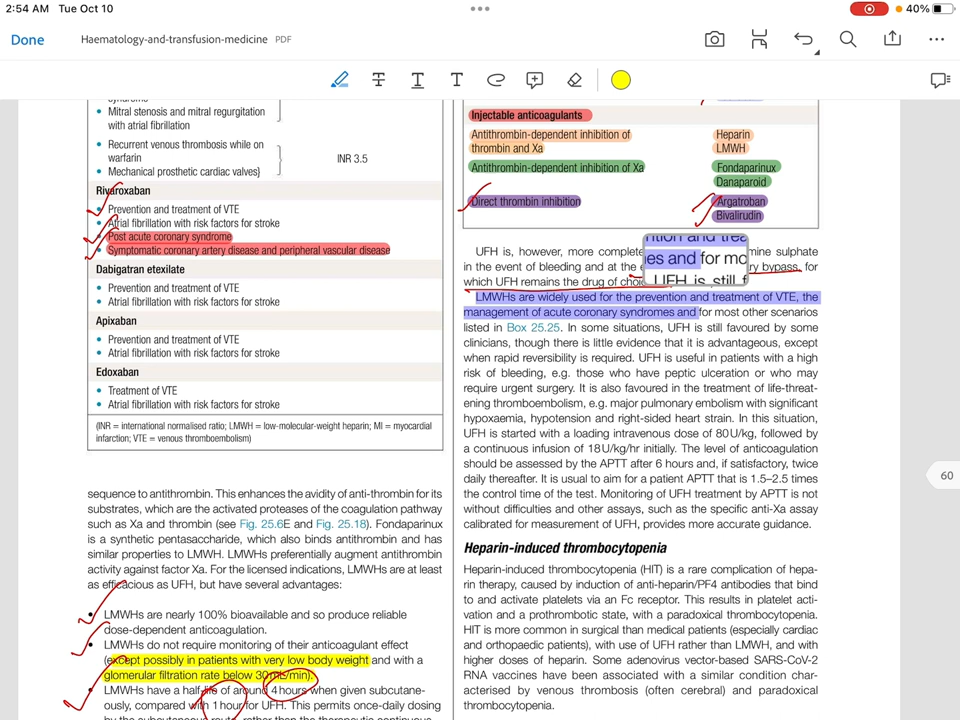 2:54 AM Tue Oct 10
40%
Done
Haematology-and-transfusion-medicine PDF
• Mitral stenosis and mitral regurgitation
with atrial fibrillation
• Recurrent venous thrombosis while on
warfarin
• Mechanical prosthetic cardiac valves}
INR 3.5
Rivaroxaban
• Prevention and treatment of VTE
• Atrial fibrillation with risk factors for stroke
• Post acute coronary syndrome
• Symptomatic coronary artery disease and peripheral vascular disease
Dabigatran etexilate
• Prevention and treatment of VTE
• Atrial fibrillation with risk factors for stroke
Apixaban
• Prevention and treatment of VTE
• Atrial fibrillation with risk factors for stroke
Edoxaban
• Treatment of VTE
• Atrial fibrillation with risk factors for stroke
(INR = international normalised ratio; LMWH = low-molecular-weight heparin; MI = myocardial
infarction; VTE = venous thromboembolism)
sequence to antithrombin. This enhances the avidity of anti-thrombin for its
substrates, which are the activated proteases of the coagulation pathway
such as Xa and thrombin (see Fig. 25.6E and Fig. 25.18). Fondaparinux
is a synthetic pentasaccharide, which also binds antithrombin and has
similar properties to LMWH. LMWHs preferentially augment antithrombin
activity against factor Xa. For the licensed indications, LMWHs are at least
as efficacious as UFH, but have several advantages:
• LMWHs are nearly 100% bioavailable and so produce reliable
dose-dependent anticoagulation.
• LMWHs do not require monitoring of their anticoagulant effect
(except possibly in patients with very low body weight and with a
glomerular filtration rate below 30 mL/min).
• LMWHs have a half-life of around 4 hours when given subcutane-
ously, compared with 1 hour for UFH. This permits once-daily dosing
by the subcutaneous route, rather than the therapeutic continuous
Injectable anticoagulants
Antithrombin-dependent inhibition of
thrombin and Xa
Heparin
LMWH
Antithrombin-dependent inhibition of Xa
Fondaparinux
Danaparoid
Direct thrombin inhibition
Argatroban
Bivalirudin
UFH is, however, more complete mine sulphate
in the event of bleeding and at the ry bypass, for
which UFH remains the drug of choi
es and for mo
UFH is still f
LMWHs are widely used for the prevention and treatment of VTE, the
management of acute coronary syndromes and for most other scenarios
listed in Box 25.25. In some situations, UFH is still favoured by some
clinicians, though there is little evidence that it is advantageous, except
when rapid reversibility is required. UFH is useful in patients with a high
risk of bleeding, e.g. those who have peptic ulceration or who may
require urgent surgery. It is also favoured in the treatment of life-threat-
ening thromboembolism, e.g. major pulmonary embolism with significant
hypoxaemia, hypotension and right-sided heart strain. In this situation,
UFH is started with a loading intravenous dose of 80 U/kg, followed by
a continuous infusion of 18 U/kg/hr initially. The level of anticoagulation
should be assessed by the APTT after 6 hours and, if satisfactory, twice
daily thereafter. It is usual to aim for a patient APTT that is 1.5–2.5 times
the control time of the test. Monitoring of UFH treatment by APTT is not
without difficulties and other assays, such as the specific anti-Xa assay
calibrated for measurement of UFH, provides more accurate guidance.
Heparin-induced thrombocytopenia
Heparin-induced thrombocytopenia (HIT) is a rare complication of hepa-
rin therapy, caused by induction of anti-heparin/PF4 antibodies that bind
to and activate platelets via an Fc receptor. This results in platelet acti-
vation and a prothrombotic state, with a paradoxical thrombocytopenia.
HIT is more common in surgical than medical patients (especially cardiac
and orthopaedic patients), with use of UFH rather than LMWH, and with
higher doses of heparin. Some adenovirus vector-based SARS-CoV-2
RNA vaccines have been associated with a similar condition char-
acterised by venous thrombosis (often cerebral) and paradoxical
thrombocytopenia.
60